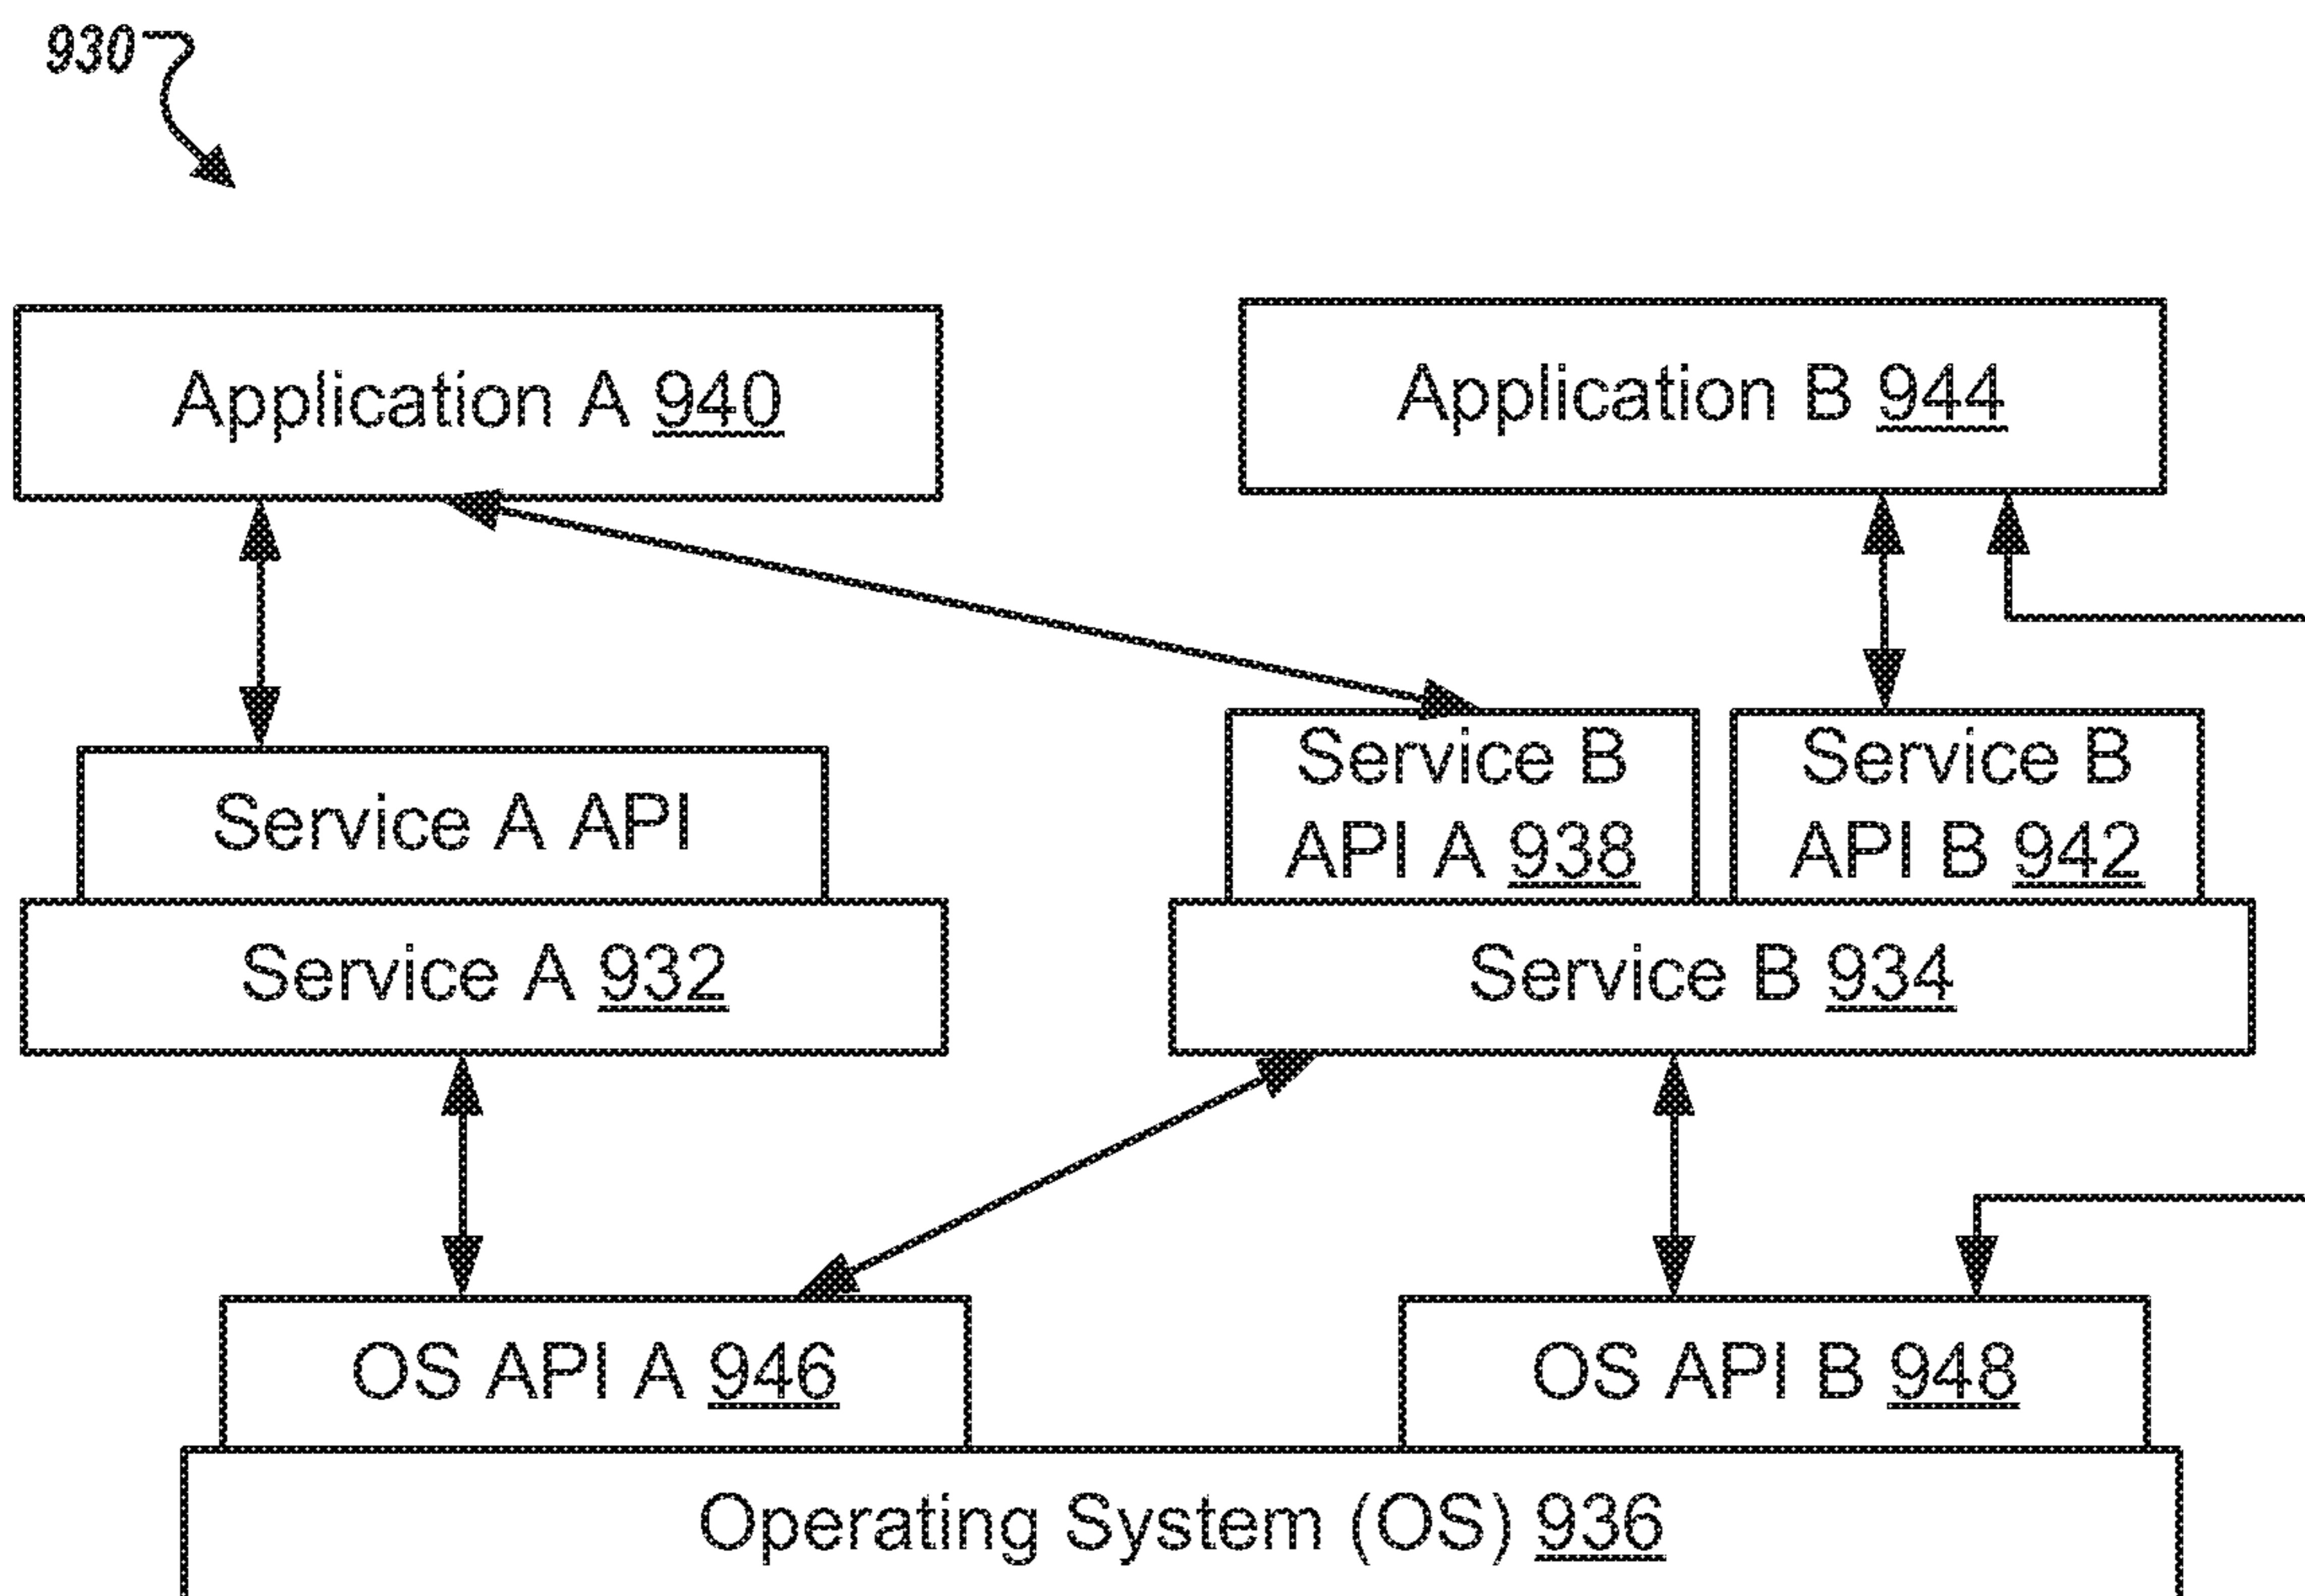 930
Application A 940
Application B 944
Service A API
Service B
API A 938
Service B
API B 942
Service A 932
Service B 934
OS API A 946
OS API B 948
Operating System (OS) 936